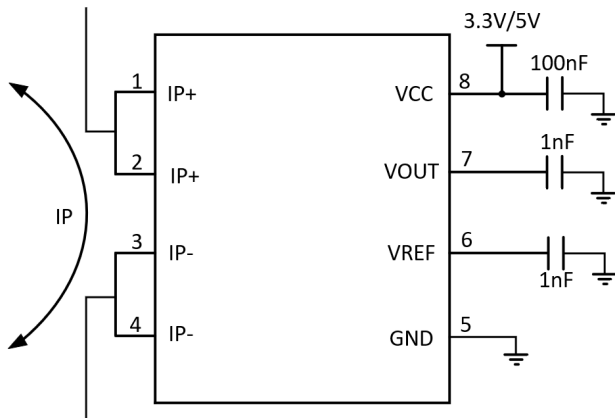 3.3V/5V
1 IP+ VCC 8 100nF
2 IP+ VOUT 7 1nF
IP
3 IP- VREF 6 1nF
4 IP- GND 5